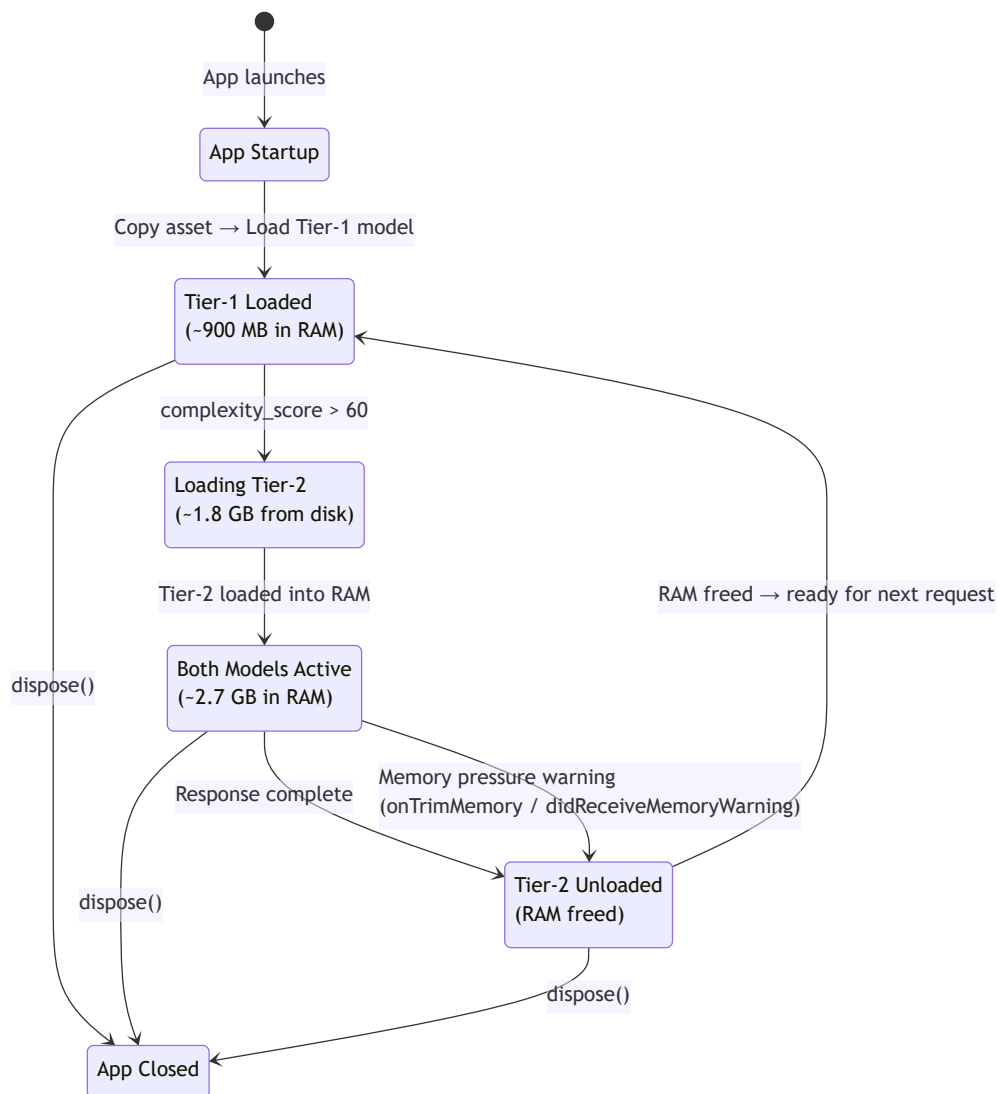 App launches
App Startup
Copy asset → Load Tier-1 model
Tier-1 Loaded
(~900 MB in RAM)
complexity_score > 60
Loading Tier-2
(~1.8 GB from disk)
Tier-2 loaded into RAM
RAM freed → ready for next request
Both Models Active
(~2.7 GB in RAM)
dispose()
Response complete
Memory pressure warning
(onTrimMemory / didReceiveMemoryWarning)
Tier-2 Unloaded
(RAM freed)
dispose()
dispose()
App Closed